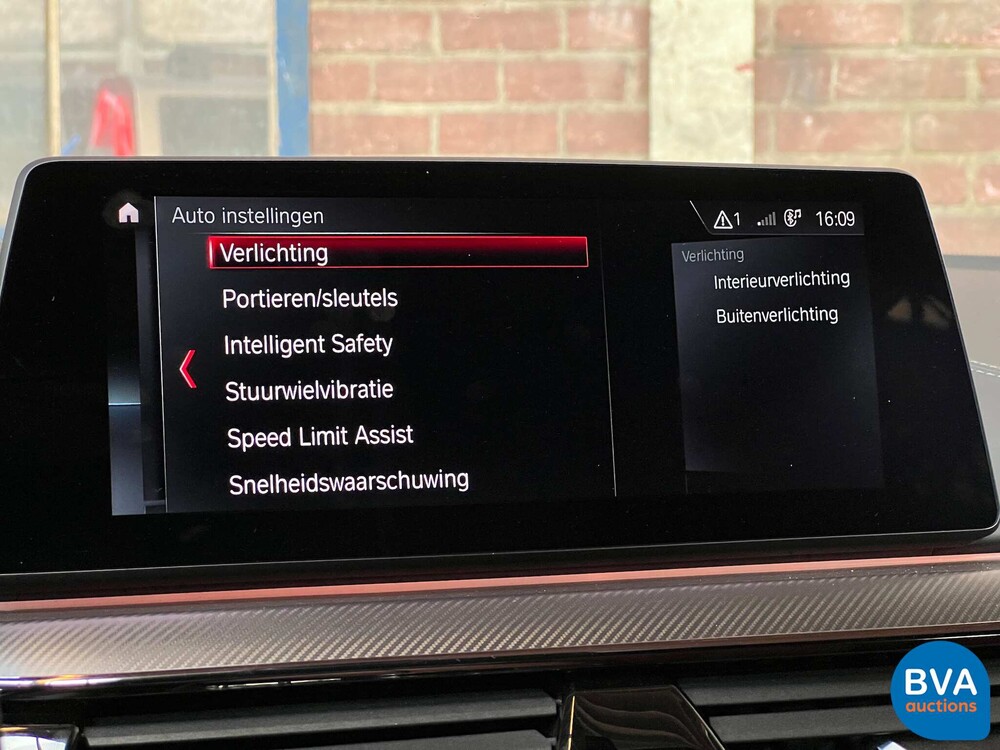 Auto instellingen
1 16:09
Verlichting
Portieren/sleutels
Intelligent Safety
Stuurwielvibratie
Speed Limit Assist
Snelheidswaarschuwing
Verlichting
Interieurverlichting
Buitenverlichting
BVA
auctions